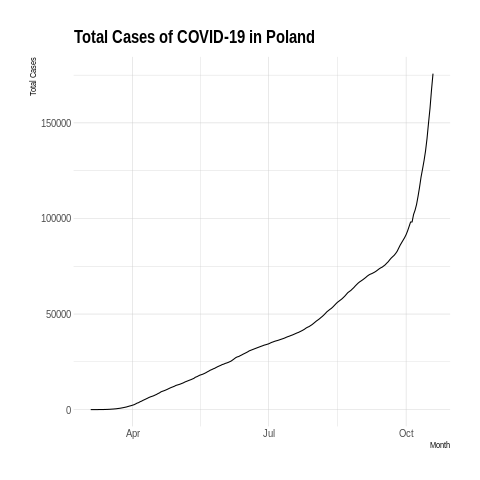 Total Cases of COVID-19 in Poland
Total Cases
150000
100000
50000
0
Apr Jul Oct
Month